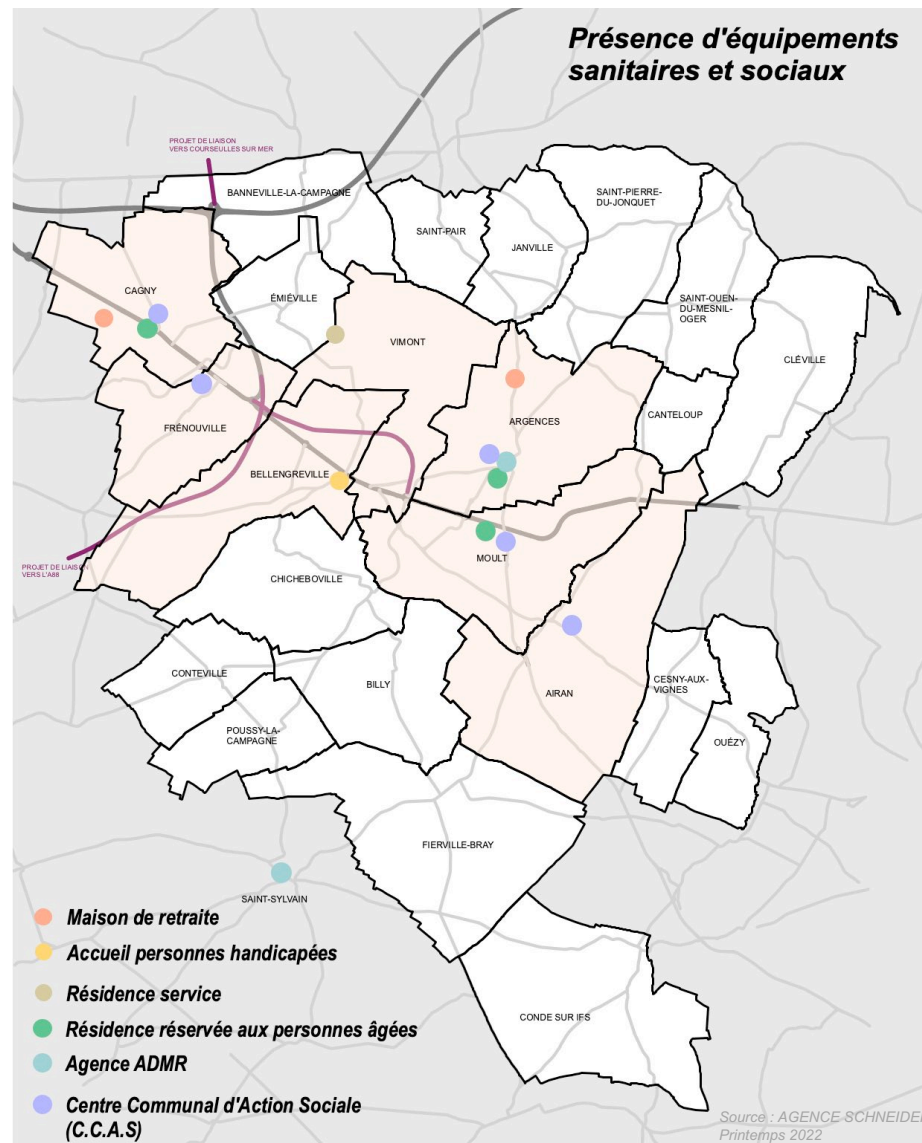 Présence d'équipements
sanitaires et sociaux
PROJET DE LIAISON
VERS COURSEULLES SUR MER
BANNEVILLE-LA-CAMPAGNE
SAINT-PAIR
JANVILLE
SAINT-PIERRE-
DU-JONQUET
SAINT-OUEN-
DU-MESNIL-
OGER
CLÉVILLE
CAGNY
ÉMIÉVILLE
VIMONT
ARGENCES
CANTELOUP
FRÉNOUVILLE
BELLENGREVILLE
MOULT
PROJET DE LIAISON
VERS L'A88
CHICHEBOVILLE
CONTEVILLE
BILLY
AIRAN
CESNY-AUX-
VIGNES
OUÉZY
POUSSY-LA-
CAMPAGNE
FIERVILLE-BRAY
SAINT-SYLVAIN
CONDE SUR IFS
Maison de retraite
Accueil personnes handicapées
Résidence service
Résidence réservée aux personnes âgées
Agence ADMR
Centre Communal d'Action Sociale
(C.C.A.S)
Source : AGENCE SCHNEIDE
Printemps 2022